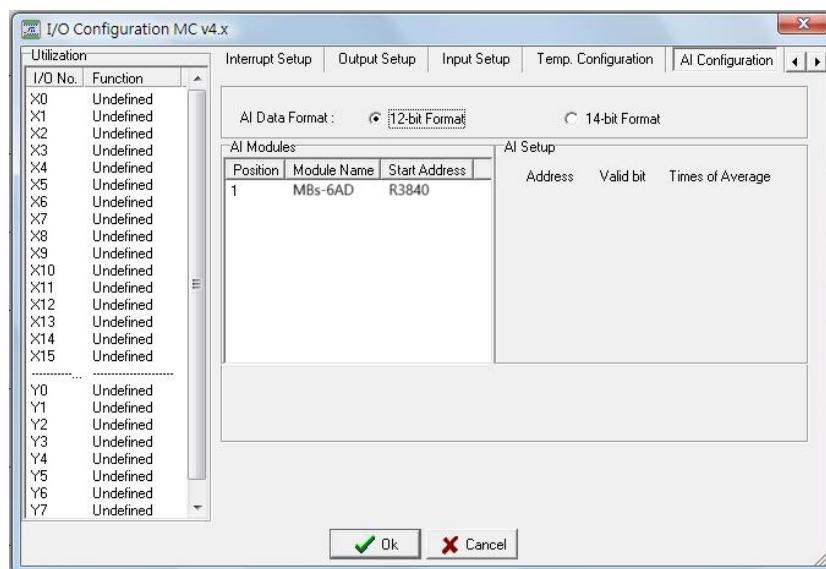 I/O Configuration MC v4.x
Utilization
I/O No. Function
X0 Undefined
X1 Undefined
X2 Undefined
X3 Undefined
X4 Undefined
X5 Undefined
X6 Undefined
X7 Undefined
X8 Undefined
X9 Undefined
X10 Undefined
X11 Undefined
X12 Undefined
X13 Undefined
X14 Undefined
X15 Undefined
Y0 Undefined
Y1 Undefined
Y2 Undefined
Y3 Undefined
Y4 Undefined
Y5 Undefined
Y6 Undefined
Y7 Undefined
Interrupt Setup Output Setup Input Setup Temp. Configuration AI Configuration
AI Data Format : 12-bit Format 14-bit Format
AI Modules
Position Module Name Start Address
1 MBs-6AD R3840
AI Setup
Address Valid bit Times of Average
Ok Cancel